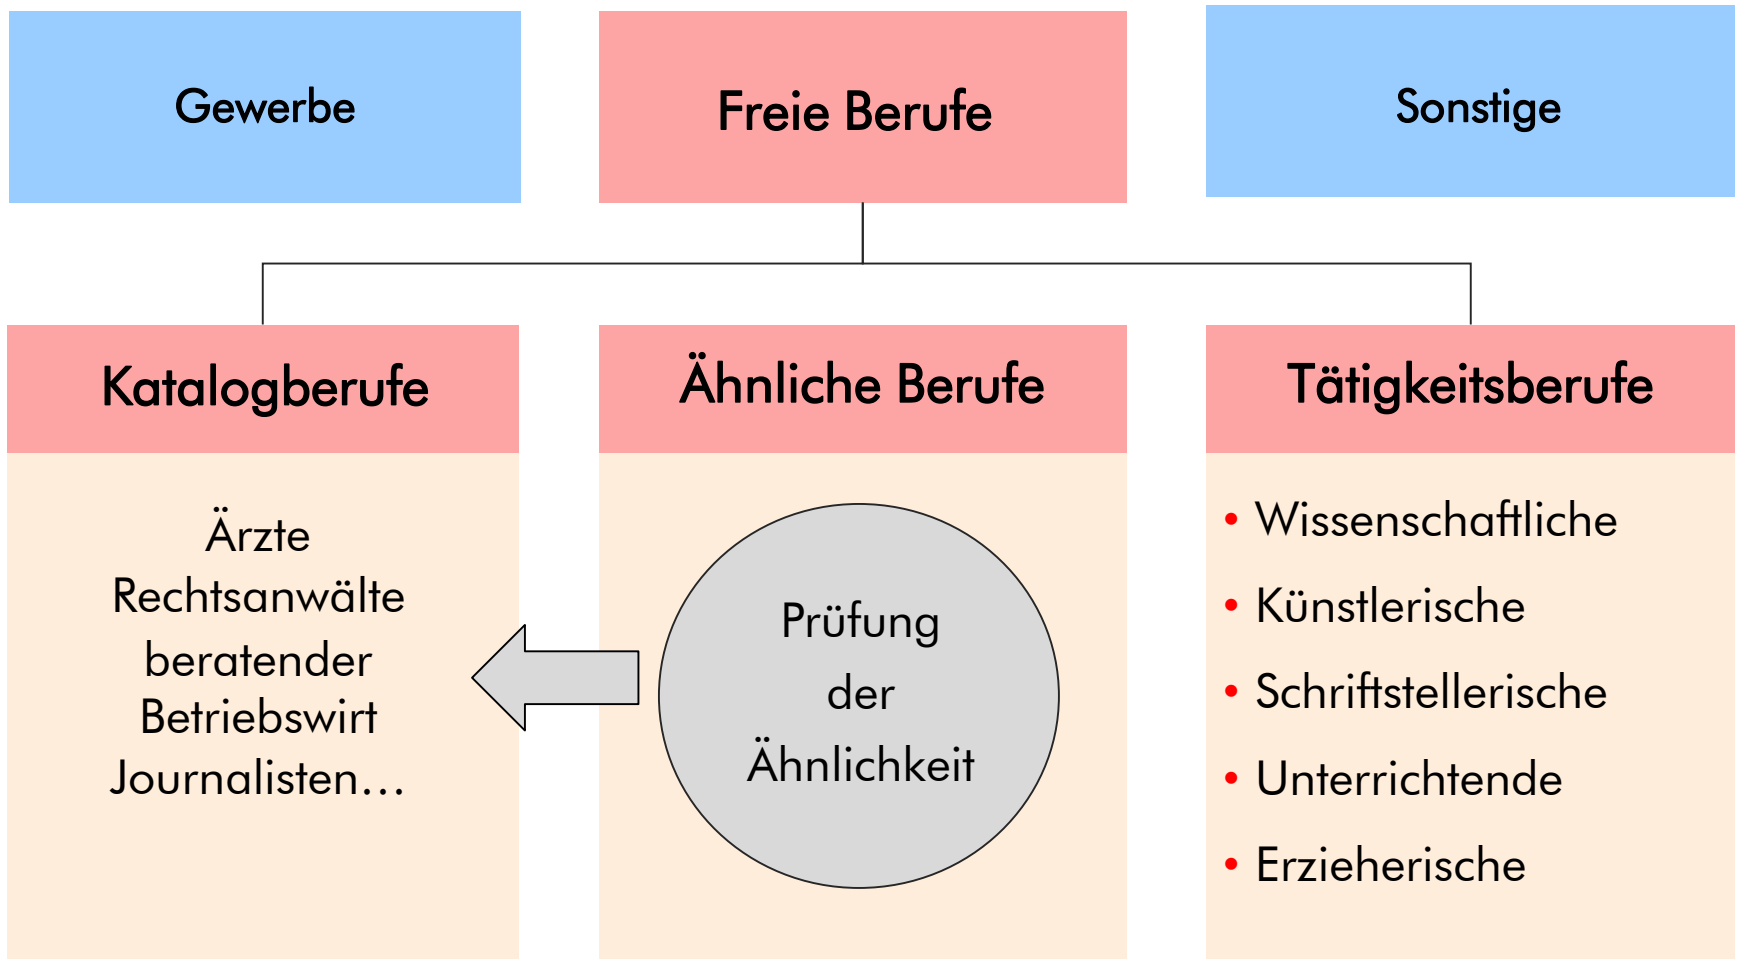 Gewerbe
Freie Berufe
Sonstige
Katalogberufe
Ärzte
Rechtsanwälte
beratender
Betriebswirt
Journalisten…
Ähnliche Berufe
Prüfung
der
Ähnlichkeit
Tätigkeitsberufe
• Wissenschaftliche
• Künstlerische
• Schriftstellerische
• Unterrichtende
• Erzieherische